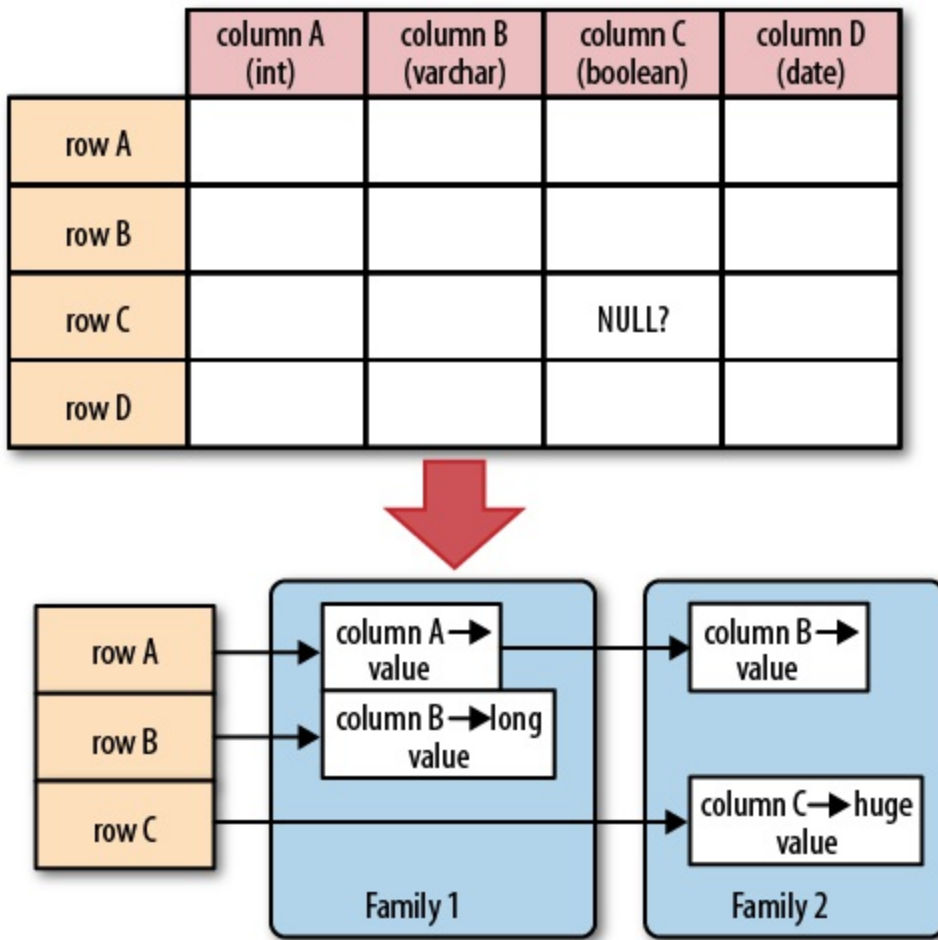 column A (int)
column B (varchar)
column C (boolean)
column D (date)
row A
row B
row C
NULL?
row D
row A
column A→
value
column B→
value
row B
column B→long
value
row C
column C→huge
value
Family 1
Family 2